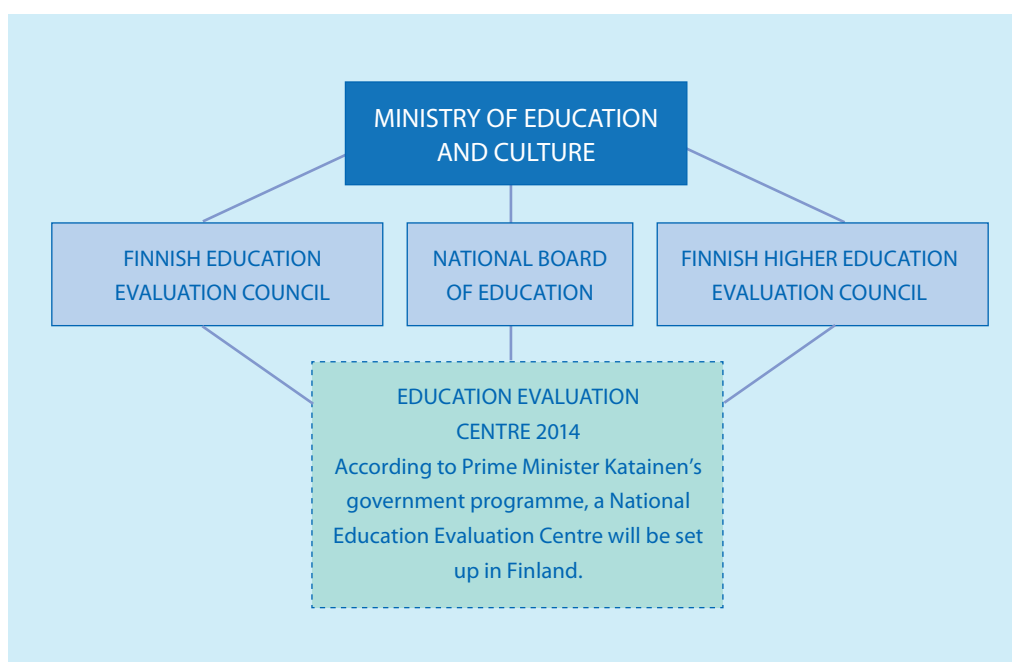 MINISTRY OF EDUCATION
AND CULTURE
FINNISH EDUCATION
EVALUATION COUNCIL
NATIONAL BOARD
OF EDUCATION
FINNISH HIGHER EDUCATION
EVALUATION COUNCIL
EDUCATION EVALUATION
CENTRE 2014
According to Prime Minister Katainen’s
government programme, a National
Education Evaluation Centre will be set
up in Finland.